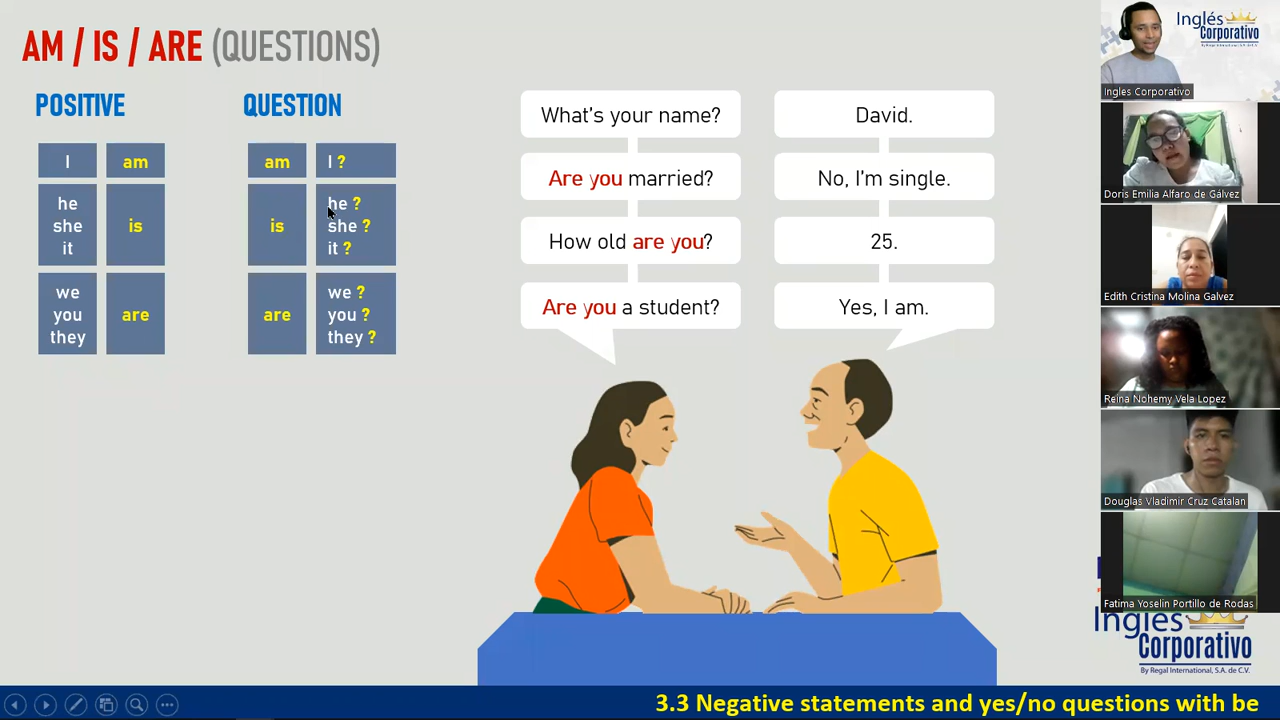 AM / IS / ARE (QUESTIONS)
POSITIVE
QUESTION
I
am
he
she
it
is
we
you
they
are
am
I ?
is
he ?
she ?
it ?
are
we ?
you ?
they ?
What's your name?
David.
Are you married?
No, I'm single.
How old are you?
25.
Are you a student?
Yes, I am.
Inglés
Corporativo
By Regal International, S.A. de C.V.
Ingles Corporativo
Doris Emilia Alfaro de Gálvez
Edith Cristina Molina Galvez
Reina Nohemy Vela Lopez
Douglas Vladimir Cruz Catalan
Fatima Yoselin Portillo de Rodas
Inglés
Corporativo
By Regal International, S.A. de C.V.
3.3 Negative statements and yes/no questions with be